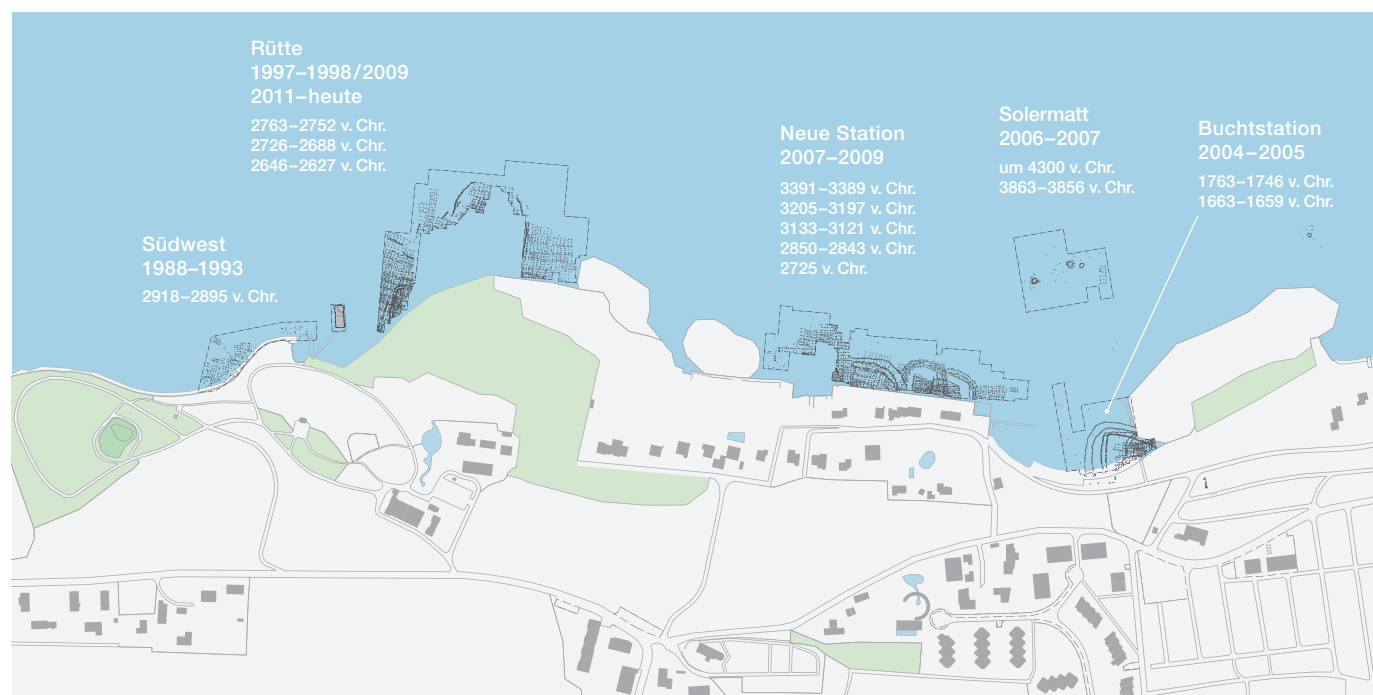 Rütte
1997–1998/2009
2011–heute
2763–2752 v. Chr.
2726–2688 v. Chr.
2646–2627 v. Chr.
Südwest
1988–1993
2918–2895 v. Chr.
Neue Station
2007–2009
3391–3389 v. Chr.
3205–3197 v. Chr.
3133–3121 v. Chr.
2850–2843 v. Chr.
2725 v. Chr.
Solermatt
2006–2007
um 4300 v. Chr.
3863–3856 v. Chr.
Buchtstation
2004–2005
1763–1746 v. Chr.
1663–1659 v. Chr.